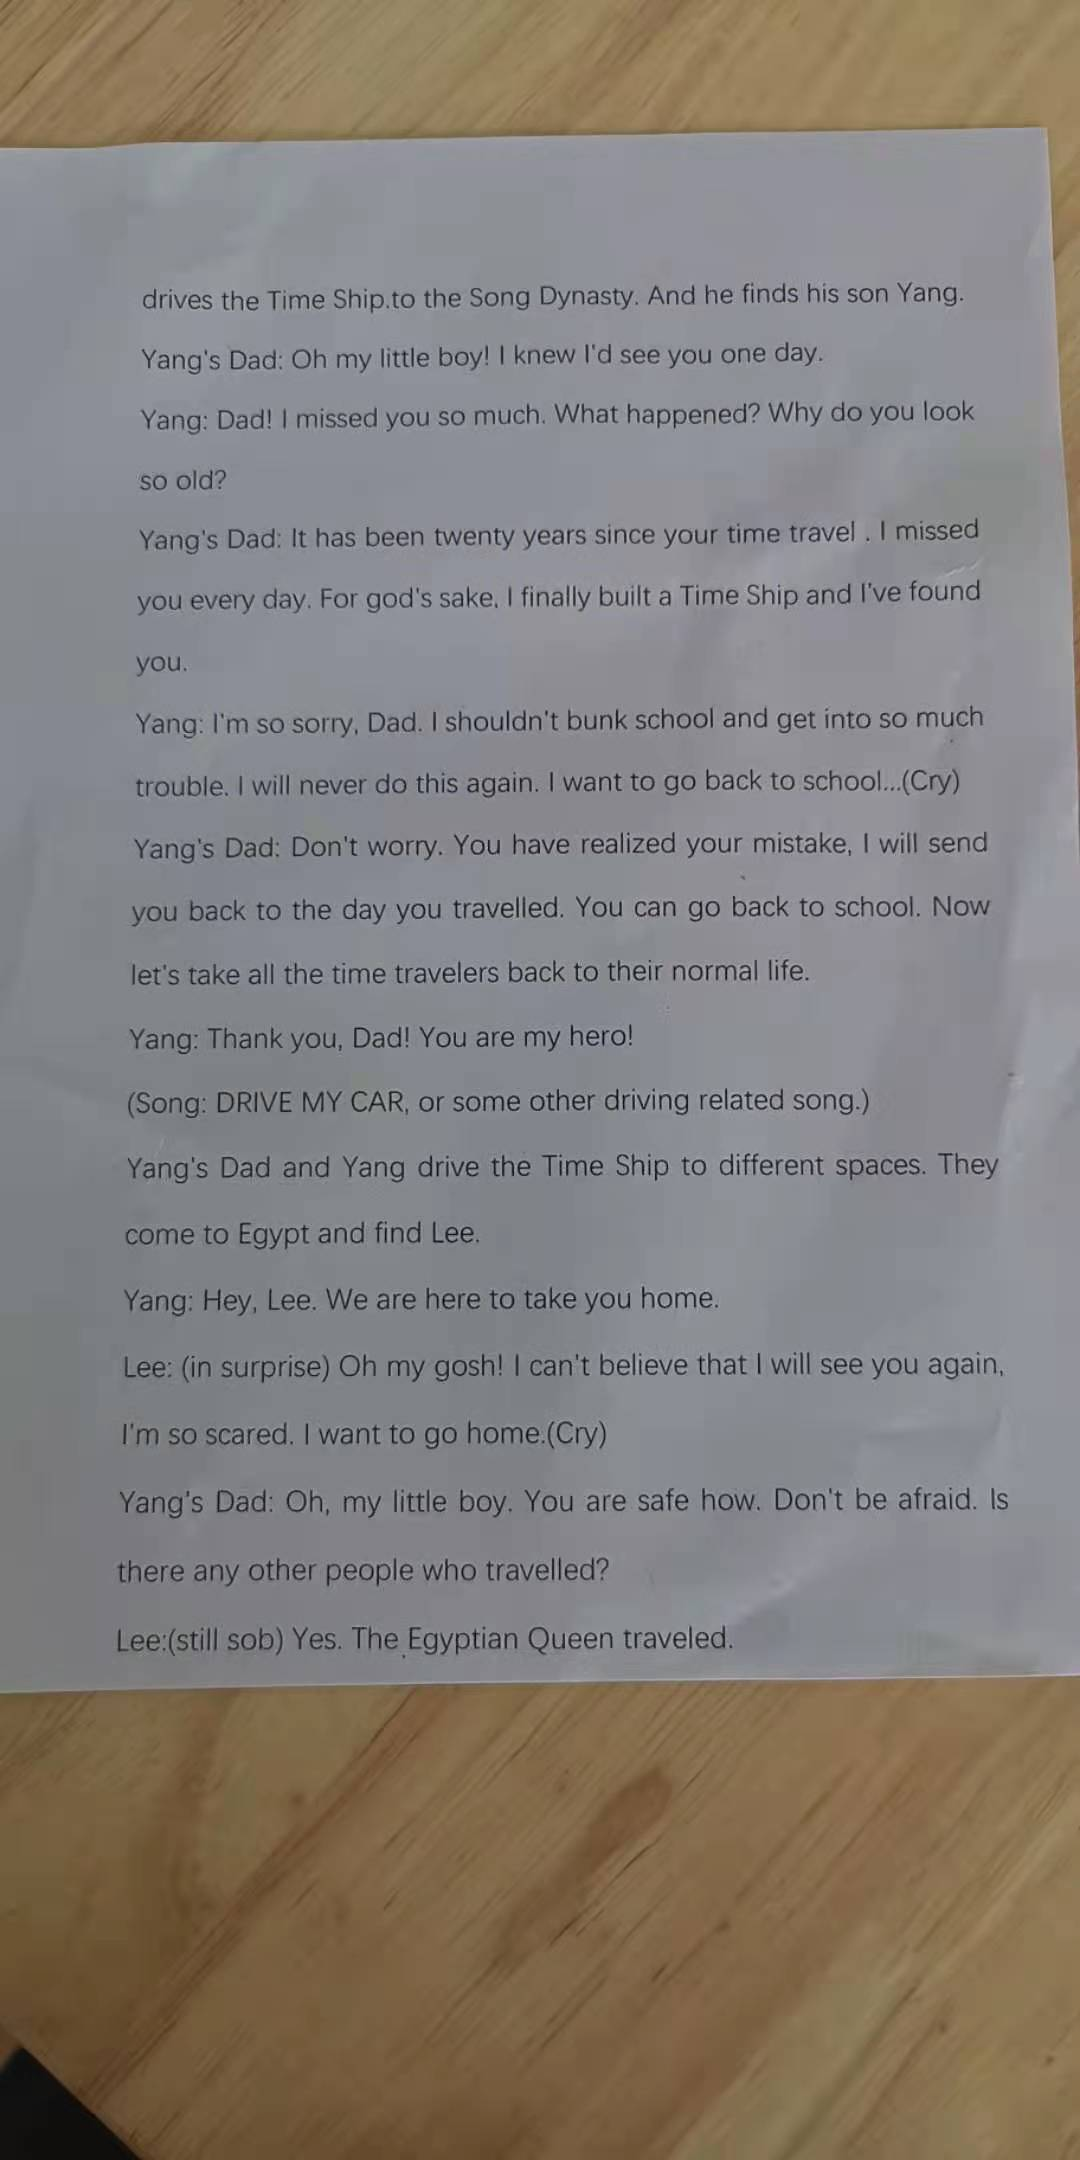 drives the Time Ship.to the Song Dynasty. And he finds his son Yang.
Yang's Dad: Oh my little boy! I knew I'd see you one day.
Yang: Dad! I missed you so much. What happened? Why do you look
so old?
Yang's Dad: It has been twenty years since your time travel . I missed
you every day. For god's sake, I finally built a Time Ship and I've found
you.
Yang: I'm so sorry, Dad. I shouldn't bunk school and get into so much
trouble. I will never do this again. I want to go back to school...(Cry)
Yang's Dad: Don't worry. You have realized your mistake, I will send
you back to the day you travelled. You can go back to school. Now
let's take all the time travelers back to their normal life.
Yang: Thank you, Dad! You are my hero!
(Song: DRIVE MY CAR, or some other driving related song.)
Yang's Dad and Yang drive the Time Ship to different spaces. They
come to Egypt and find Lee.
Yang: Hey, Lee. We are here to take you home.
Lee: (in surprise) Oh my gosh! I can't believe that I will see you again,
I'm so scared. I want to go home.(Cry)
Yang's Dad: Oh, my little boy. You are safe how. Don't be afraid. Is
there any other people who travelled?
Lee:(still sob) Yes. The Egyptian Queen traveled.